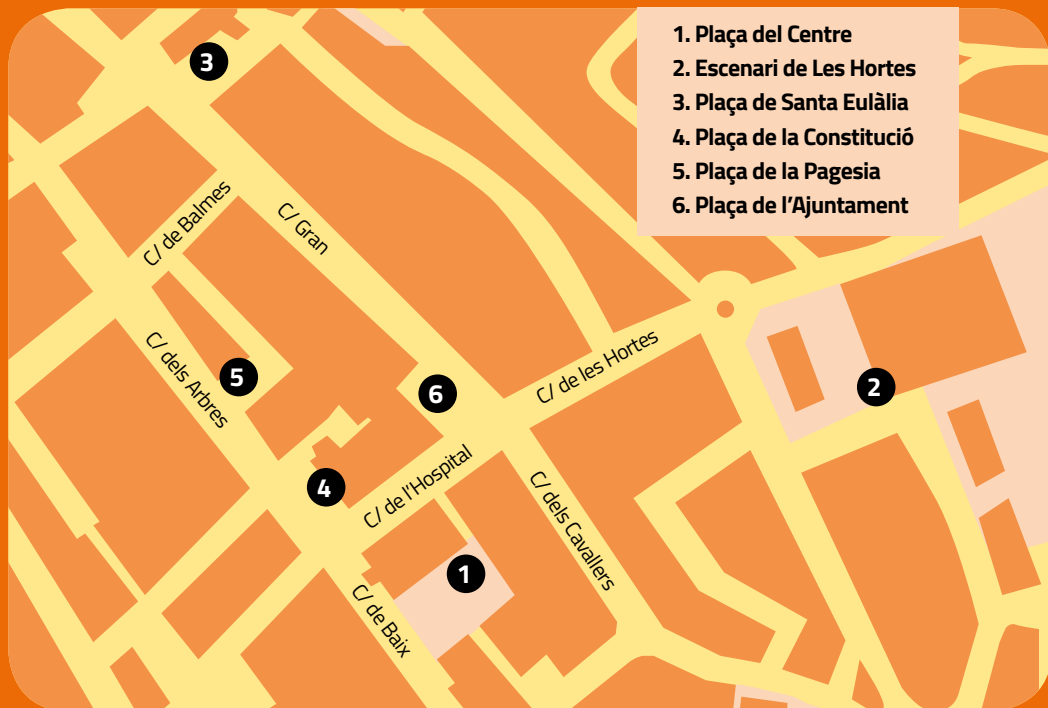 1. Plaça del Centre
2. Escenari de Les Hortes
3. Plaça de Santa Eulàlia
4. Plaça de la Constitució
5. Plaça de la Pagesia
6. Plaça de l'Ajuntament
3
C/ de Balmes
C/ Gran
C/ dels Arbres
5
6
C/ de les Hortes
2
4
C/ de l'Hospital
C/ dels Cavallers
1
C/ de Baix